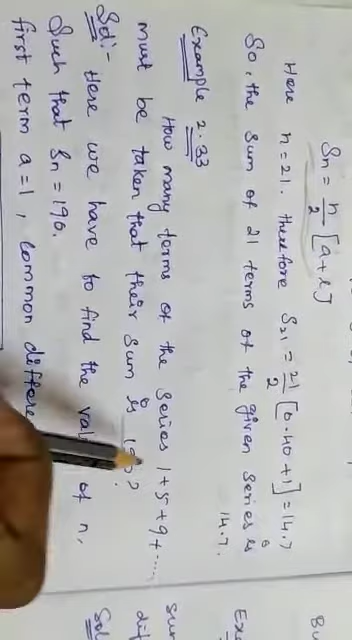 Sn = n/2 [a+l]
Here n=21. therefore S21 = 21/2 [0.40+1] = 14.7
So, the sum of 21 terms of the given series is 14.7.
Example 2.33
How many terms of the series 1+5+9+.....
must be taken that their sum is 190?
Sol:- Here we have to find the of n,
Such that Sn = 190.
first term a=1, common